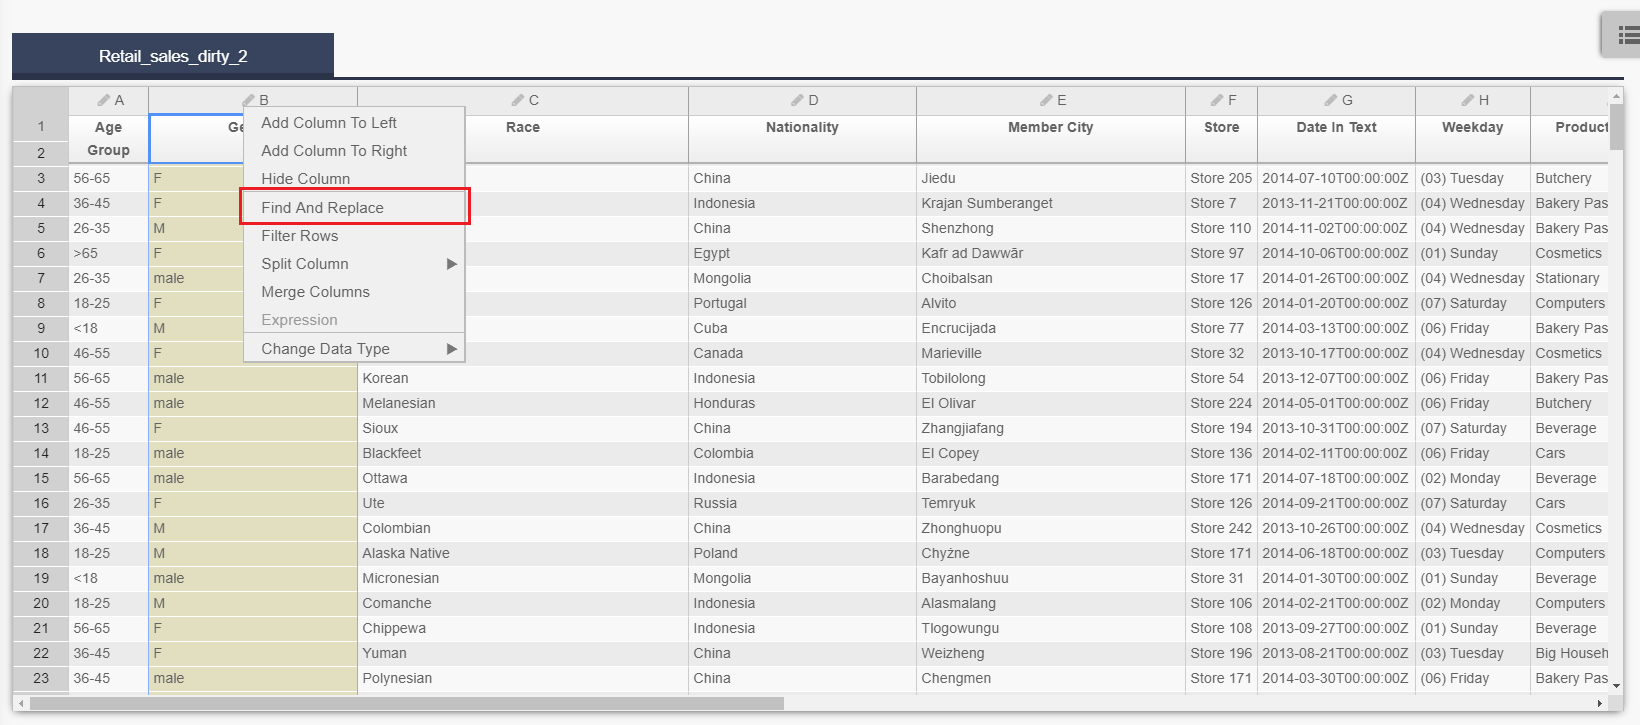 Retail_sales_dirty_2
A B C D E F G H
1 Age Group Ge Race Nationality Member City Store Date In Text Weekday Product
2
3 56-65 F China Jiedu Store 205 2014-07-10T00:00:00Z (03) Tuesday Butchery
4 36-45 F Indonesia Krajan Sumberanget Store 7 2013-11-21T00:00:00Z (04) Wednesday Bakery Pas
5 26-35 M China Shenzhong Store 110 2014-11-02T00:00:00Z (04) Wednesday Bakery Pas
6 >65 F Egypt Kafr ad Dawwār Store 97 2014-10-06T00:00:00Z (01) Sunday Cosmetics
7 26-35 male Mongolia Choibalsan Store 17 2014-01-26T00:00:00Z (04) Wednesday Stationary
8 18-25 F Portugal Alvito Store 126 2014-01-20T00:00:00Z (07) Saturday Computers
9 <18 M Cuba Encrucijada Store 77 2014-03-13T00:00:00Z (06) Friday Bakery Pas
10 46-55 F Canada Marieville Store 32 2013-10-17T00:00:00Z (04) Wednesday Cosmetics
11 56-65 male Korean Indonesia Tobilolong Store 54 2013-12-07T00:00:00Z (06) Friday Bakery Pas
12 46-55 male Melanesian Honduras El Olivar Store 224 2014-05-01T00:00:00Z (06) Friday Butchery
13 46-55 F Sioux China Zhangjiafang Store 194 2013-10-31T00:00:00Z (07) Saturday Beverage
14 18-25 male Blackfeet Colombia El Copey Store 136 2014-02-11T00:00:00Z (06) Friday Cars
15 56-65 male Ottawa Indonesia Barabedang Store 171 2014-07-18T00:00:00Z (02) Monday Beverage
16 26-35 F Ute Russia Temryuk Store 126 2014-09-21T00:00:00Z (07) Saturday Cars
17 36-45 M Colombian China Zhonghuopu Store 242 2013-10-26T00:00:00Z (04) Wednesday Cosmetics
18 18-25 M Alaska Native Poland Chyżne Store 171 2014-06-18T00:00:00Z (03) Tuesday Computers
19 <18 male Micronesian Mongolia Bayanhoshuu Store 31 2014-01-30T00:00:00Z (01) Sunday Beverage
20 18-25 M Comanche Indonesia Alasmalang Store 106 2014-02-21T00:00:00Z (02) Monday Computers
21 56-65 F Chippewa Indonesia Tlogowungu Store 108 2013-09-27T00:00:00Z (01) Sunday Beverage
22 36-45 F Yuman China Weizheng Store 196 2013-08-21T00:00:00Z (03) Tuesday Big Househ
23 36-45 male Polynesian China Chengmen Store 171 2014-03-30T00:00:00Z (06) Friday Bakery Pas
Add Column To Left
Add Column To Right
Hide Column
Find And Replace
Filter Rows
Split Column
Merge Columns
Expression
Change Data Type